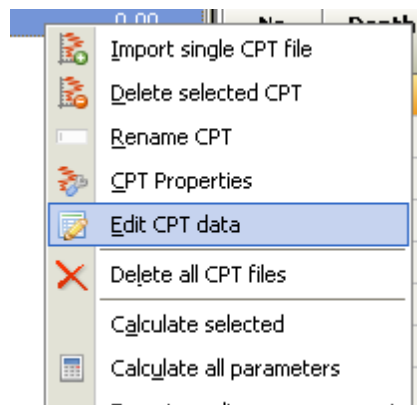 0.00 No Depth
Import single CPT file
Delete selected CPT
Rename CPT
CPT Properties
Edit CPT data
Delete all CPT files
Calculate selected
Calculate all parameters